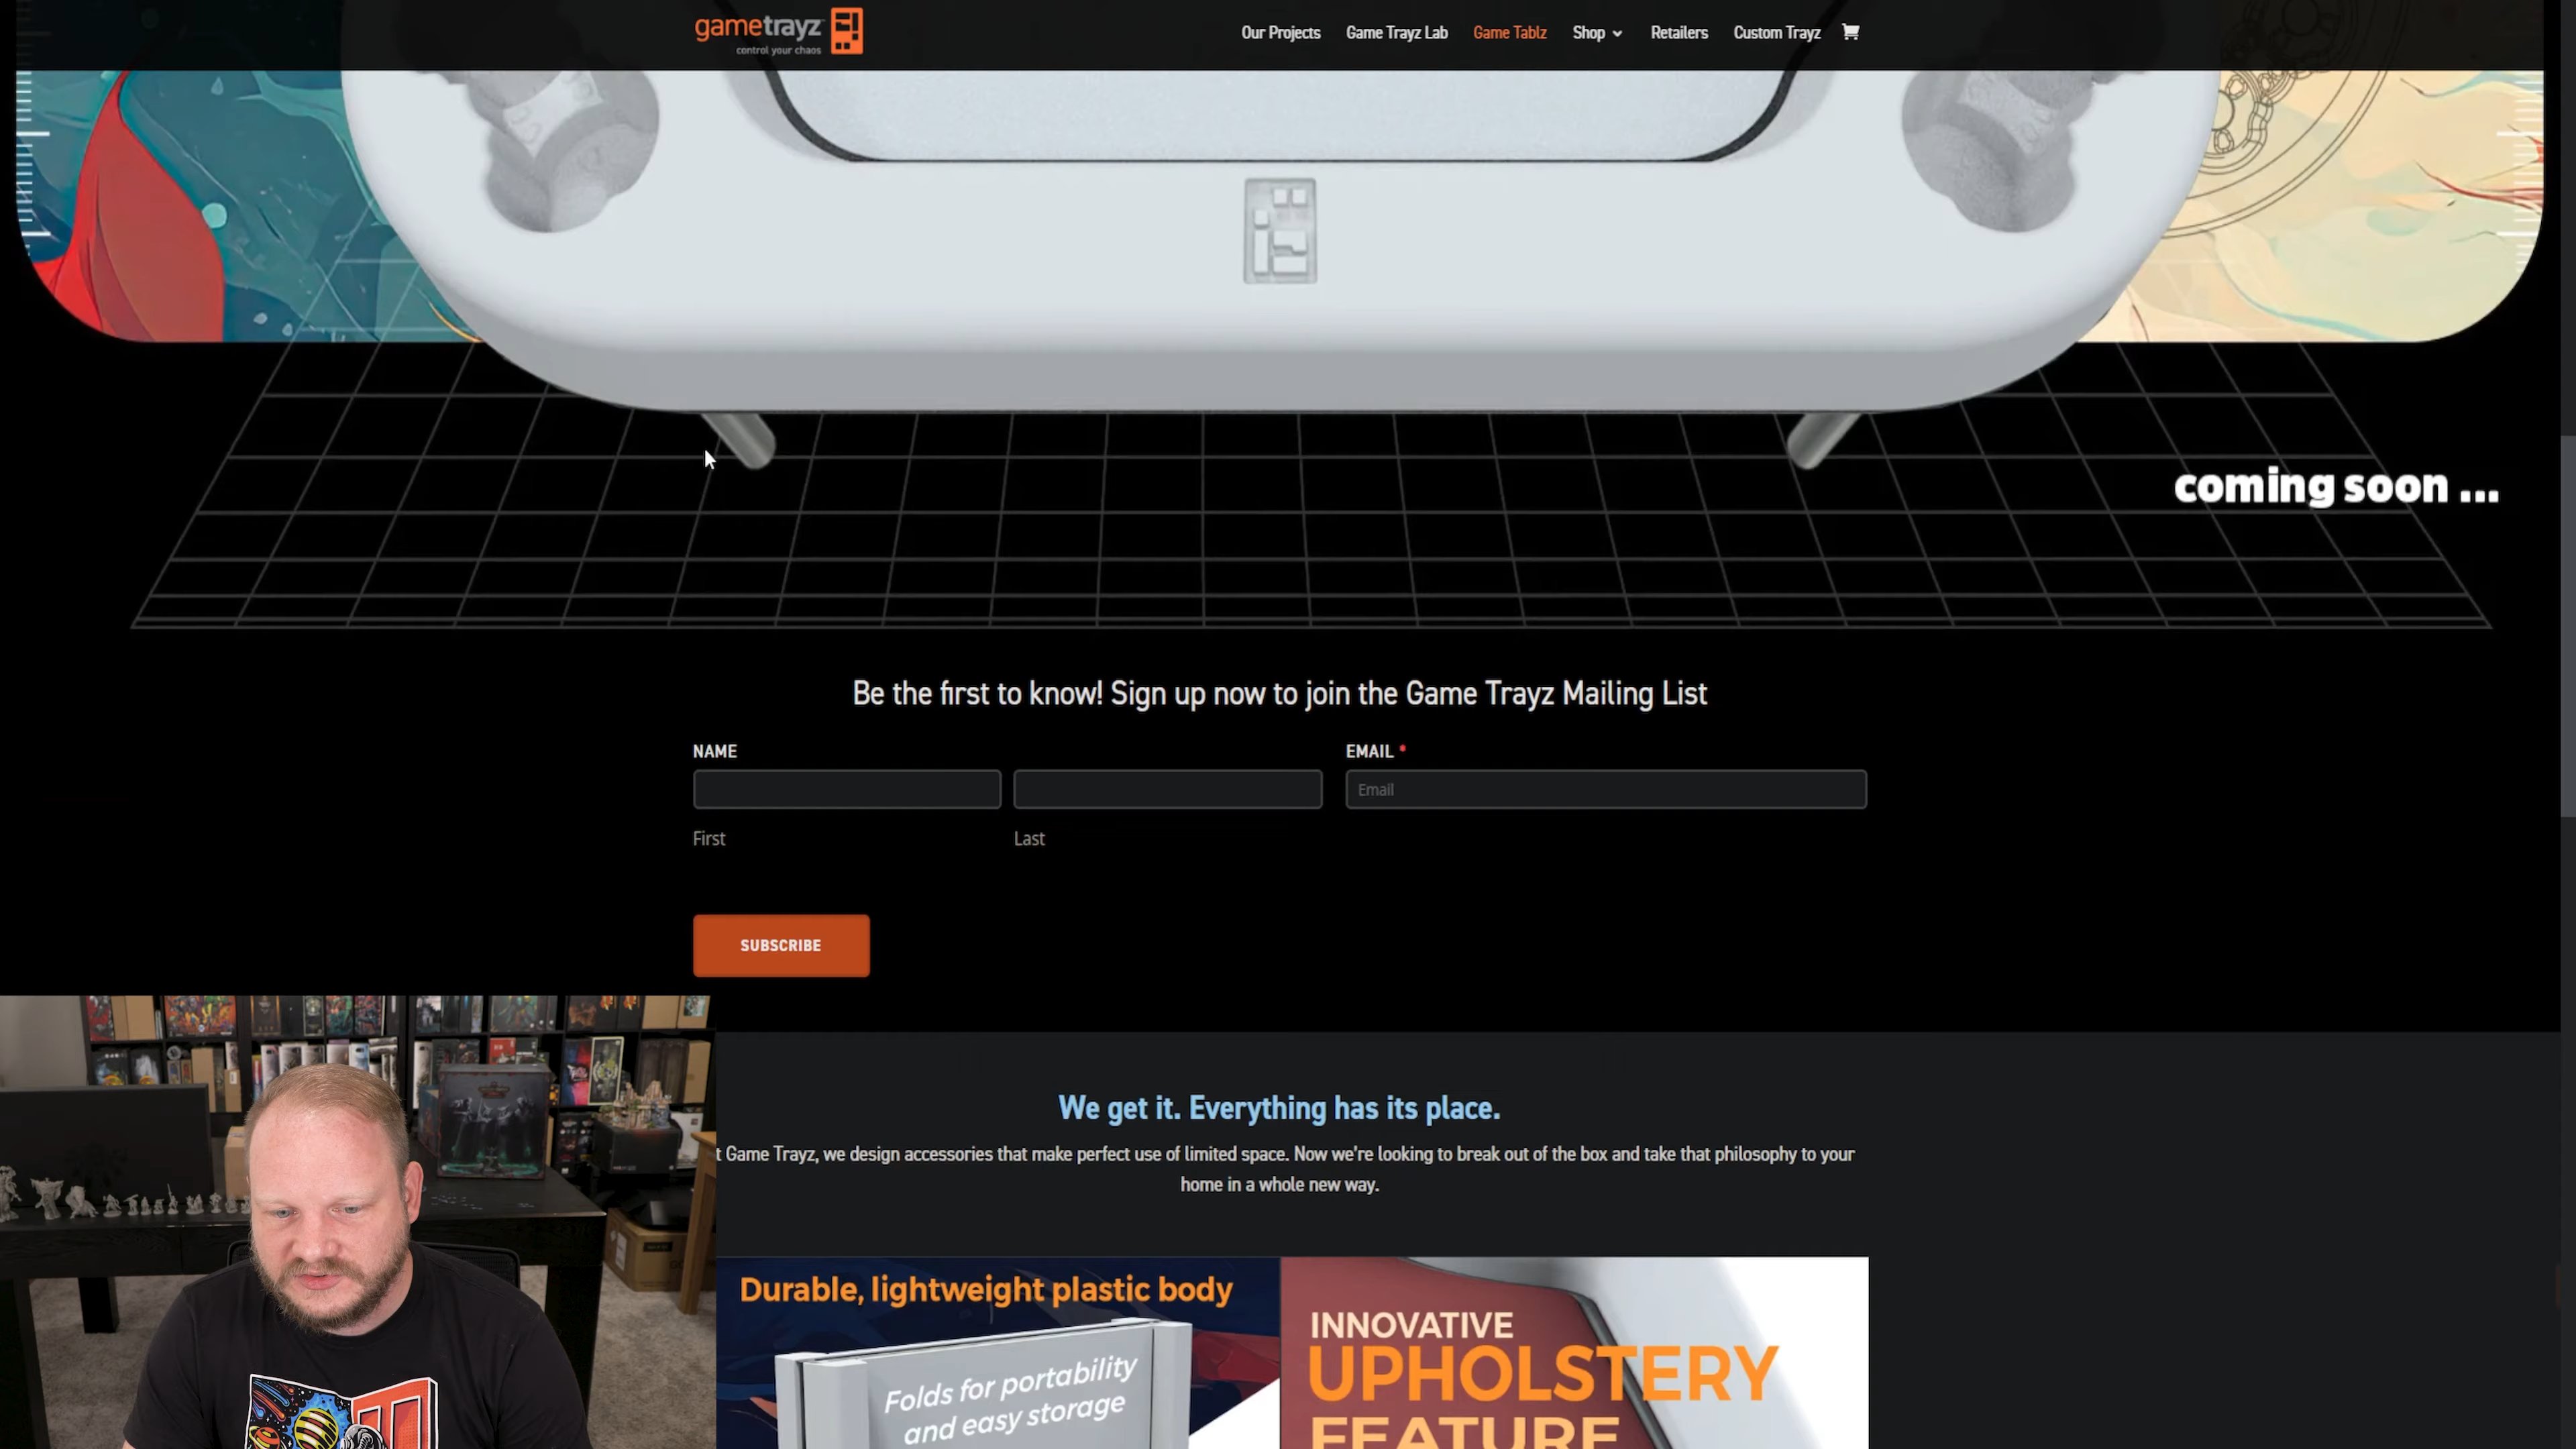 gametrayz
control your chaos
Our Projects Game Trayz Lab Game Tablz Shop Retailers Custom Trayz
coming soon ...
Be the first to know! Sign up now to join the Game Trayz Mailing List
NAME
EMAIL *
Email
First
Last
SUBSCRIBE
We get it. Everything has its place.
t Game Trayz, we design accessories that make perfect use of limited space. Now we're looking to break out of the box and take that philosophy to your
home in a whole new way.
Durable, lightweight plastic body
Folds for portability
and easy storage
INNOVATIVE
UPHOLSTERY
FEATURE